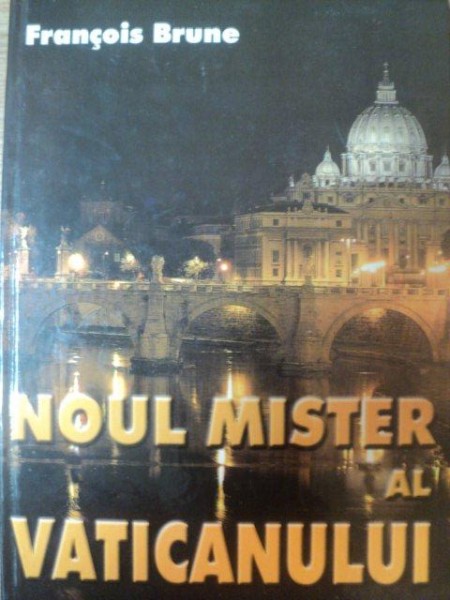 François Brune
NOUL MISTER
AL
VATICANULUI